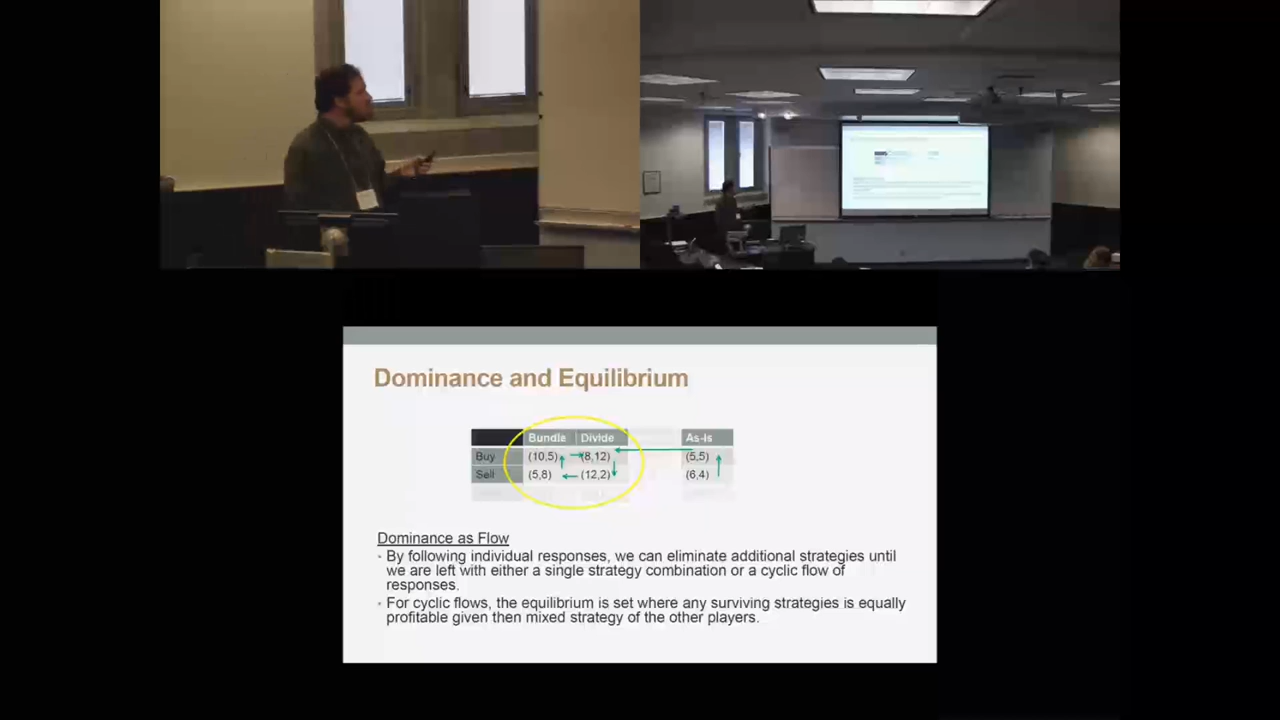 Dominance and Equilibrium
Bundle Divide As-Is
Buy (10,5) (8,12) (5,5)
Sell (5,8) (12,2) (6,4)
Dominance as Flow
- By following individual responses, we can eliminate additional strategies until
we are left with either a single strategy combination or a cyclic flow of
responses.
- For cyclic flows, the equilibrium is set where any surviving strategies is equally
profitable given then mixed strategy of the other players.